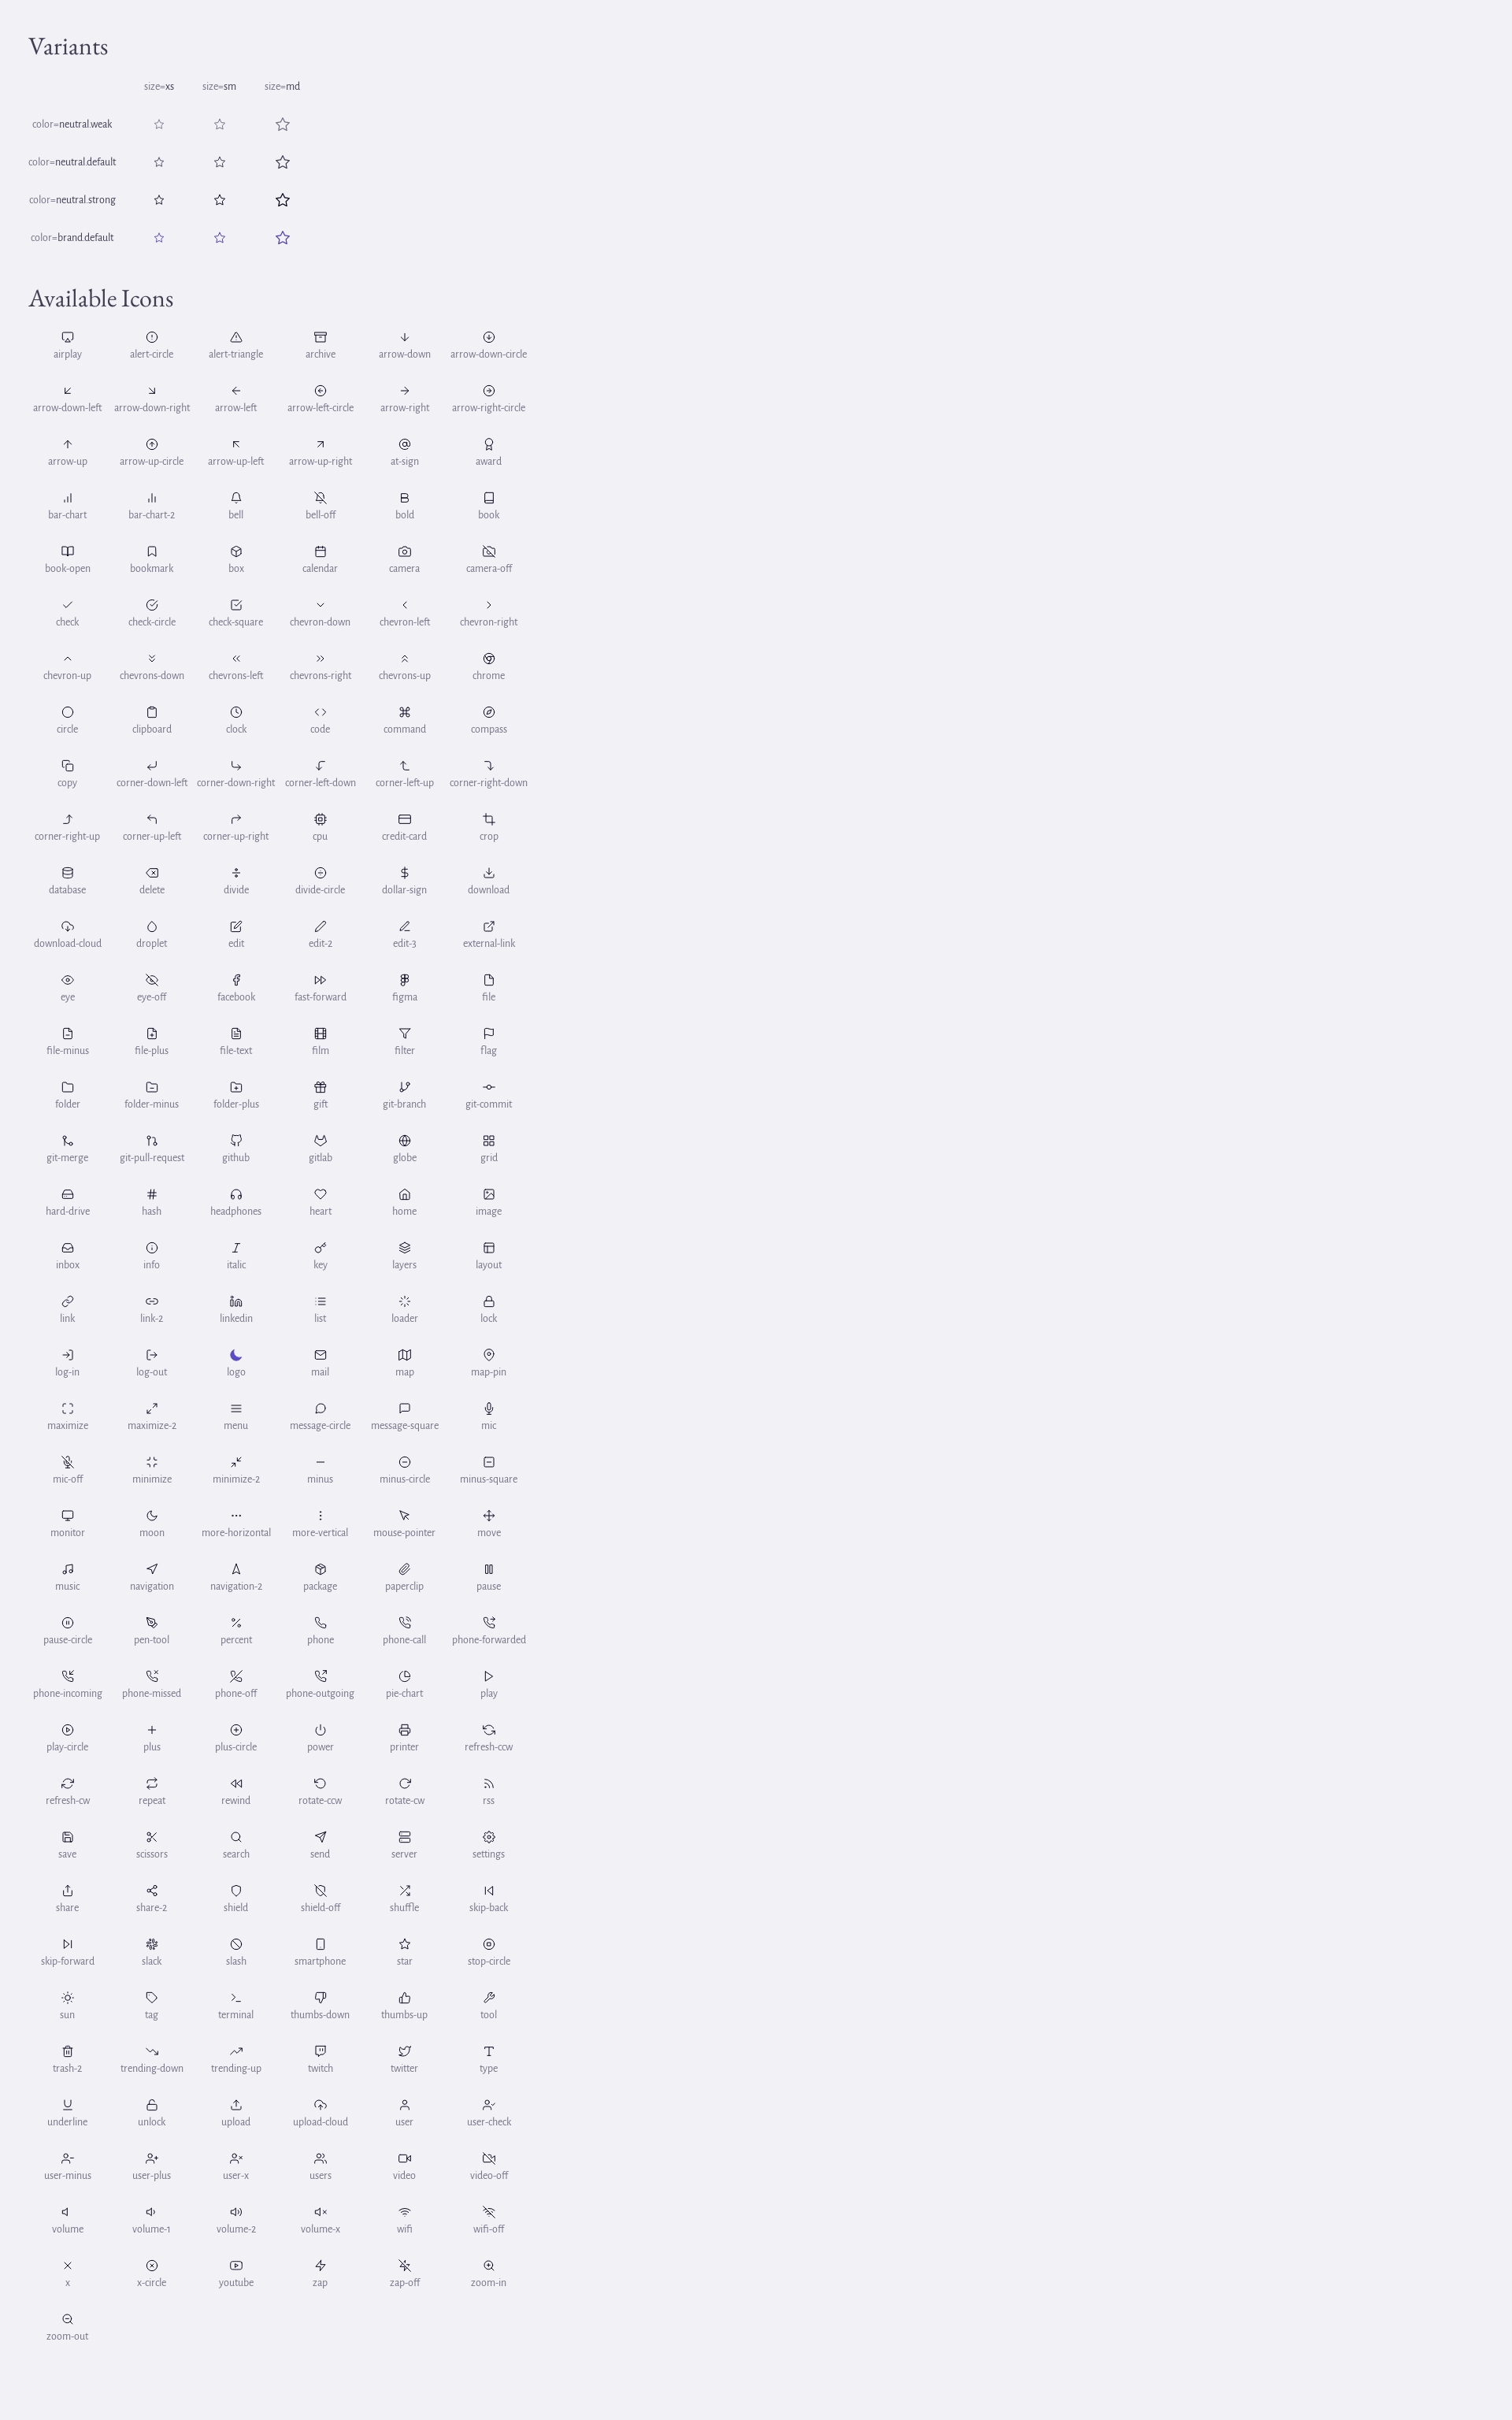 Variants
size=xs size=sm size=md
color=neutral.weak
color=neutral.default
color=neutral.strong
color=brand.default
Available Icons
airplay alert-circle alert-triangle archive arrow-down arrow-down-circle
arrow-down-left arrow-down-right arrow-left arrow-left-circle arrow-right arrow-right-circle
arrow-up arrow-up-circle arrow-up-left arrow-up-right at-sign award
bar-chart bar-chart-2 bell bell-off bold book
book-open bookmark box calendar camera camera-off
check check-circle check-square chevron-down chevron-left chevron-right
chevron-up chevrons-down chevrons-left chevrons-right chevrons-up chrome
circle clipboard clock code command compass
copy corner-down-left corner-down-right corner-left-down corner-left-up corner-right-down
corner-right-up corner-up-left corner-up-right cpu credit-card crop
database delete divide divide-circle dollar-sign download
download-cloud droplet edit edit-2 edit-3 external-link
eye eye-off facebook fast-forward figma file
file-minus file-plus file-text film filter flag
folder folder-minus folder-plus gift git-branch git-commit
git-merge git-pull-request github gitlab globe grid
hard-drive hash headphones heart home image
inbox info italic key layers layout
link link-2 linkedin list loader lock
log-in log-out logo mail map map-pin
maximize maximize-2 menu message-circle message-square mic
mic-off minimize minimize-2 minus minus-circle minus-square
monitor moon more-horizontal more-vertical mouse-pointer move
music navigation navigation-2 package paperclip pause
pause-circle pen-tool percent phone phone-call phone-forwarded
phone-incoming phone-missed phone-off phone-outgoing pie-chart play
play-circle plus plus-circle power printer refresh-ccw
refresh-cw repeat rewind rotate-ccw rotate-cw rss
save scissors search send server settings
share share-2 shield shield-off shuffle skip-back
skip-forward slack slash smartphone star stop-circle
sun tag terminal thumbs-down thumbs-up tool
trash-2 trending-down trending-up twitch twitter type
underline unlock upload upload-cloud user user-check
user-minus user-plus user-x users video video-off
volume volume-1 volume-2 volume-x wifi wifi-off
x x-circle youtube zap zap-off zoom-in
zoom-out